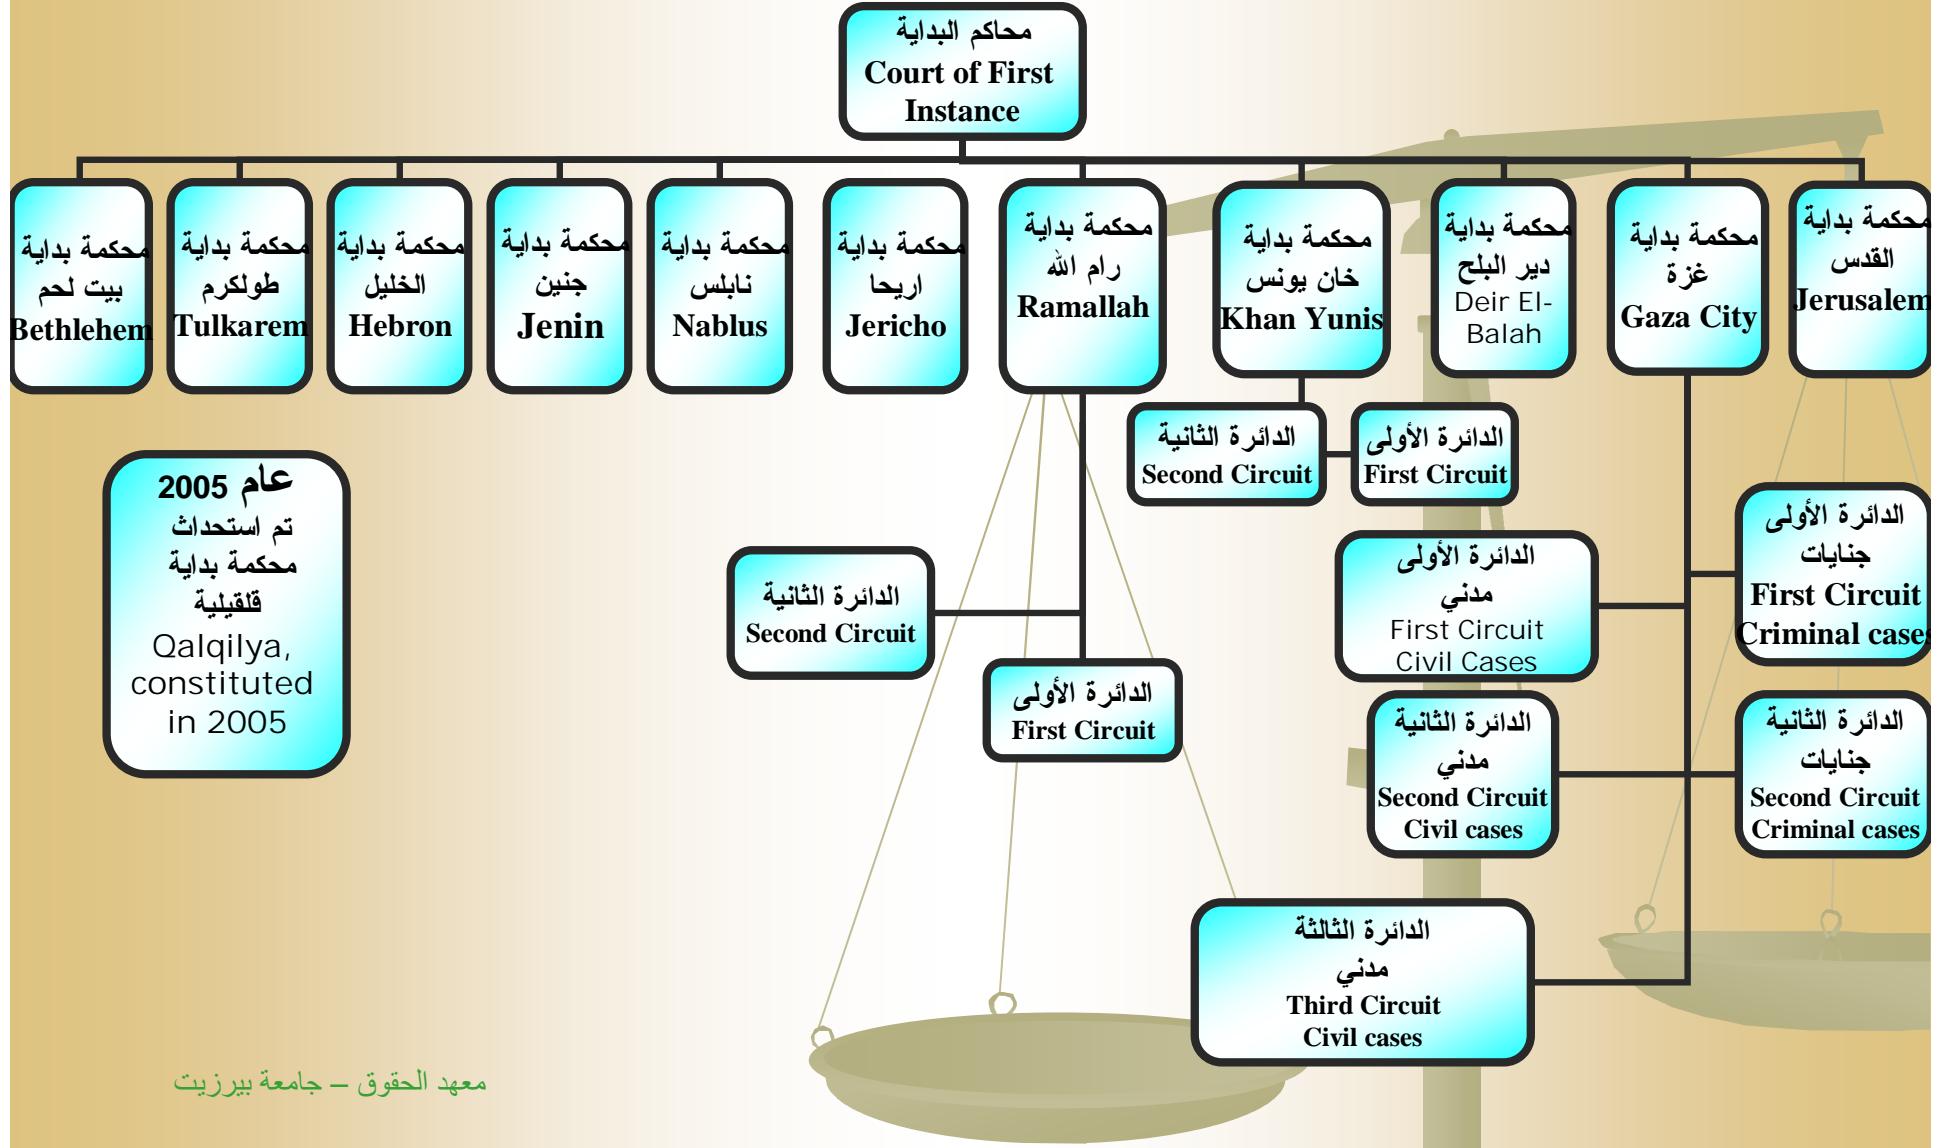 محاكم البداية
Court of First
Instance
محكمة بداية
بيت لحم
Bethlehem
محكمة بداية
طولكرم
Tulkarem
محكمة بداية
الخليل
Hebron
محكمة بداية
جنين
Jenin
محكمة بداية
نابلس
Nablus
محكمة بداية
اريحا
Jericho
محكمة بداية
رام الله
Ramallah
محكمة بداية
خان يونس
Khan Yunis
محكمة بداية
دير البلح
Deir El-
Balah
محكمة بداية
غزة
Gaza City
محكمة بداية
القدس
Jerusalem
الدائرة الثانية
Second Circuit
الدائرة الأولى
First Circuit
عام 2005
تم استحداث
محكمة بداية
قلقيلية
Qalqilya,
constituted
in 2005
الدائرة الثانية
Second Circuit
الدائرة الأولى
First Circuit
الدائرة الأولى
مدني
First Circuit
Civil Cases
الدائرة الأولى
جنايات
First Circuit
Criminal cases
الدائرة الثانية
مدني
Second Circuit
Civil cases
الدائرة الثانية
جنايات
Second Circuit
Criminal cases
الدائرة الثالثة
مدني
Third Circuit
Civil cases
معهد الحقوق – جامعة بيرزيت